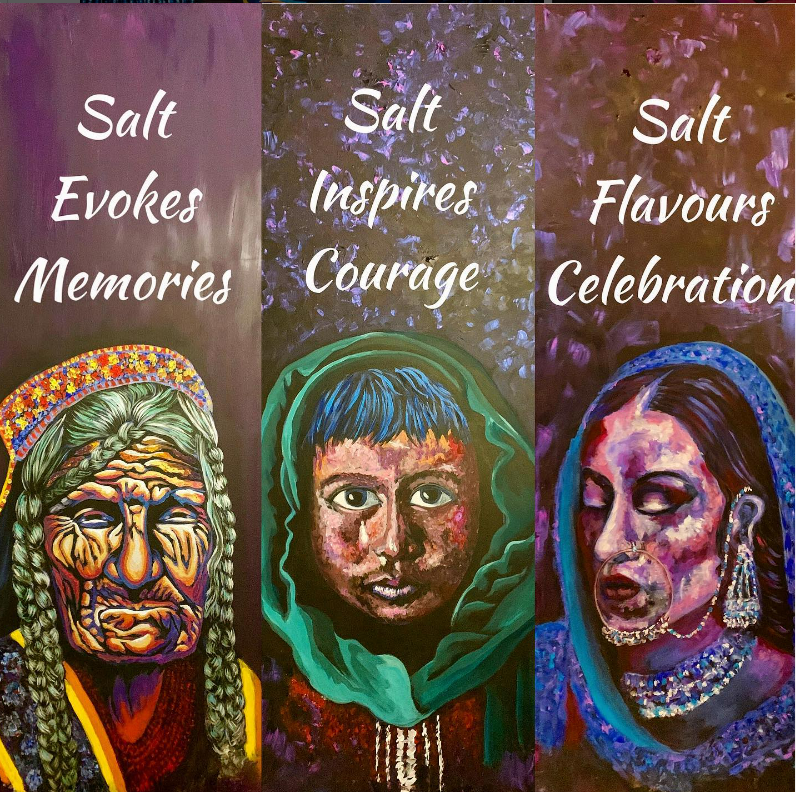 Salt
Evokes
Memories
Salt
Inspires
Courage
Salt
Flavours
Celebration